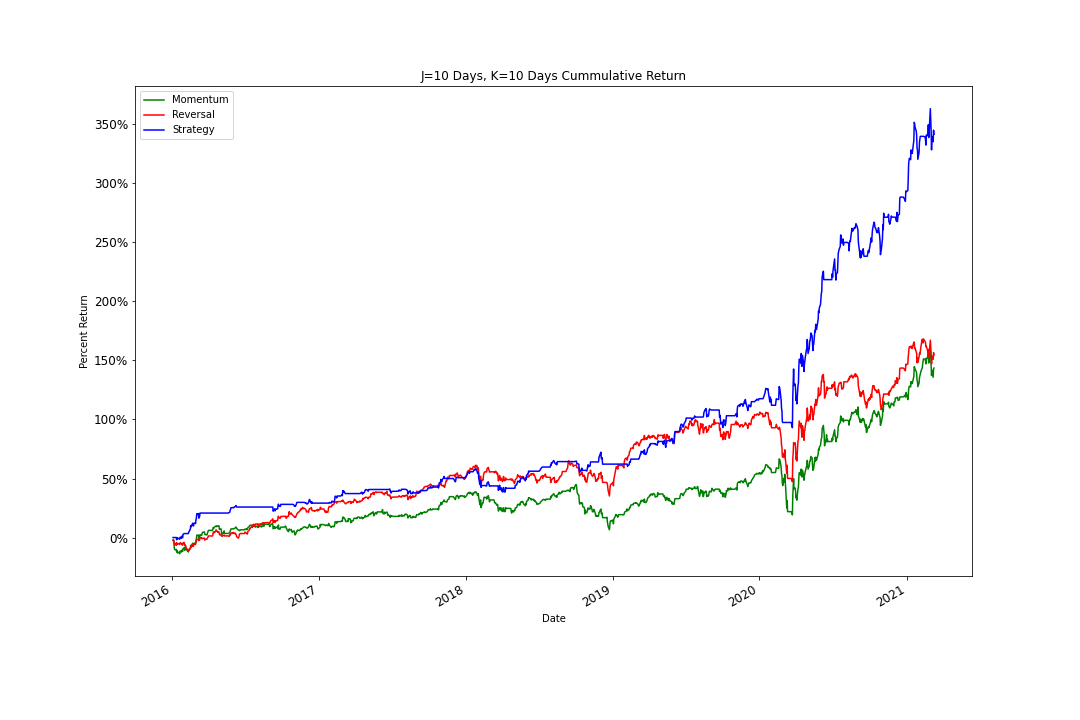 J=10 Days, K=10 Days Cummulative Return
Momentum
Reversal
Strategy
350%
300%
250%
200%
150%
100%
50%
0%
Percent Return
2016
2017
2018
2019
2020
2021
Date